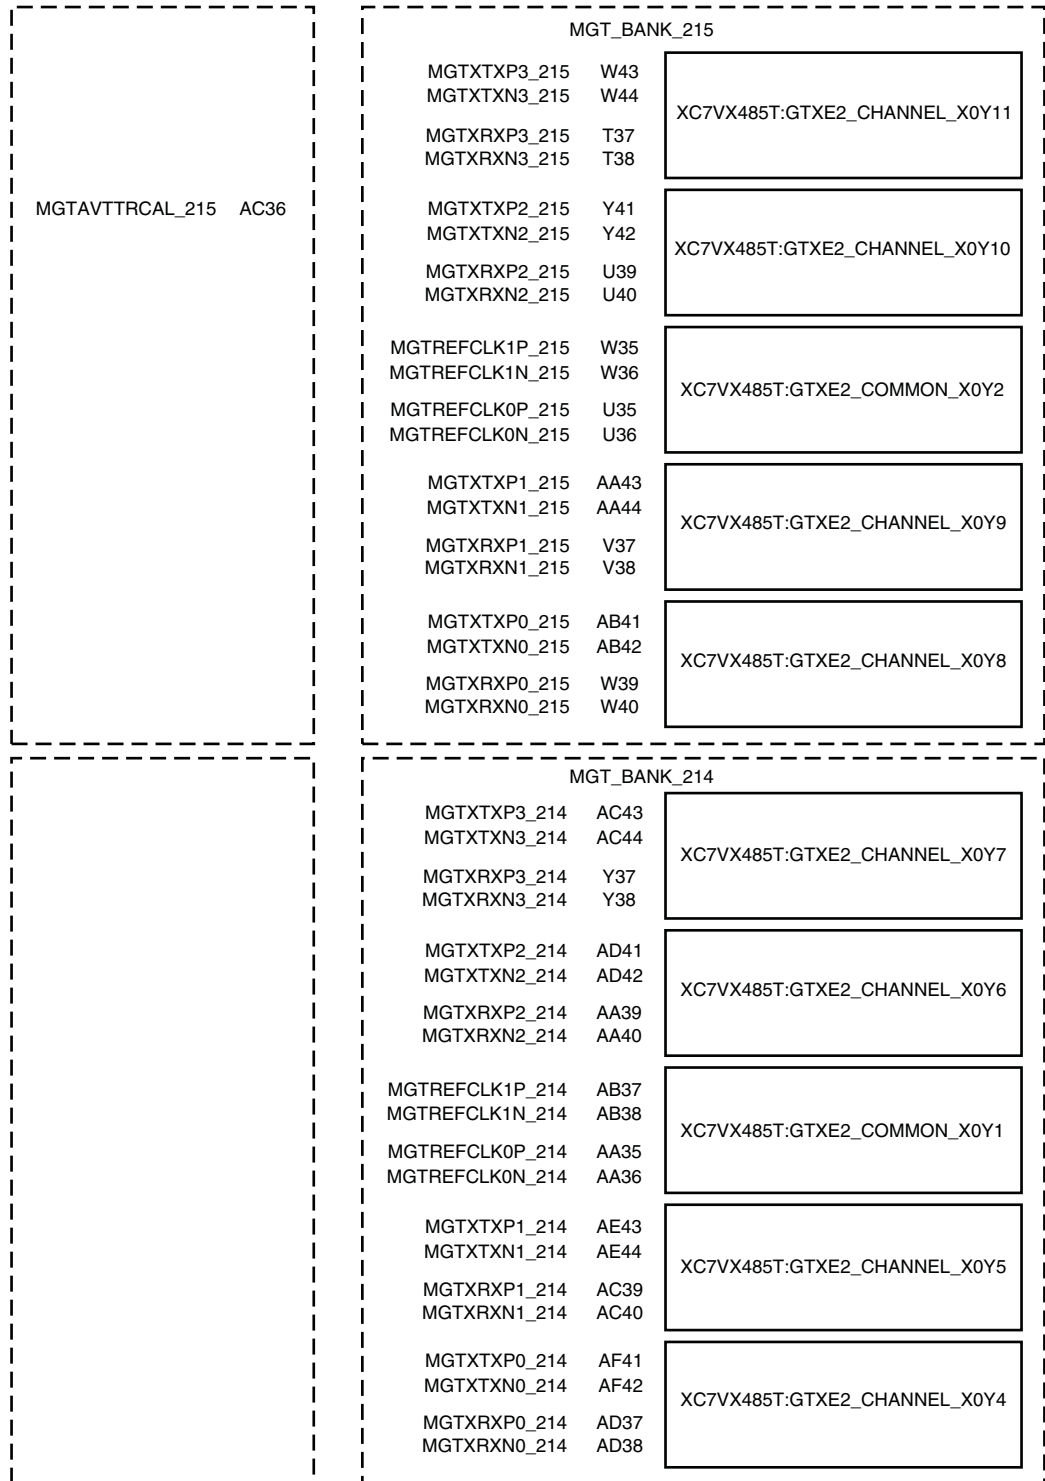 MGT_BANK_215
MGTXTXP3_215 W43
MGTXTXN3_215 W44
XC7VX485T:GTXE2_CHANNEL_X0Y11
MGTXRXP3_215 T37
MGTXRXN3_215 T38
MGTAVTTRCAL_215 AC36
MGTXTXP2_215 Y41
MGTXTXN2_215 Y42
XC7VX485T:GTXE2_CHANNEL_X0Y10
MGTXRXP2_215 U39
MGTXRXN2_215 U40
MGTREFCLK1P_215 W35
MGTREFCLK1N_215 W36
XC7VX485T:GTXE2_COMMON_X0Y2
MGTREFCLK0P_215 U35
MGTREFCLK0N_215 U36
MGTXTXP1_215 AA43
MGTXTXN1_215 AA44
XC7VX485T:GTXE2_CHANNEL_X0Y9
MGTXRXP1_215 V37
MGTXRXN1_215 V38
MGTXTXP0_215 AB41
MGTXTXN0_215 AB42
XC7VX485T:GTXE2_CHANNEL_X0Y8
MGTXRXP0_215 W39
MGTXRXN0_215 W40
MGT_BANK_214
MGTXTXP3_214 AC43
MGTXTXN3_214 AC44
XC7VX485T:GTXE2_CHANNEL_X0Y7
MGTXRXP3_214 Y37
MGTXRXN3_214 Y38
MGTXTXP2_214 AD41
MGTXTXN2_214 AD42
XC7VX485T:GTXE2_CHANNEL_X0Y6
MGTXRXP2_214 AA39
MGTXRXN2_214 AA40
MGTREFCLK1P_214 AB37
MGTREFCLK1N_214 AB38
XC7VX485T:GTXE2_COMMON_X0Y1
MGTREFCLK0P_214 AA35
MGTREFCLK0N_214 AA36
MGTXTXP1_214 AE43
MGTXTXN1_214 AE44
XC7VX485T:GTXE2_CHANNEL_X0Y5
MGTXRXP1_214 AC39
MGTXRXN1_214 AC40
MGTXTXP0_214 AF41
MGTXTXN0_214 AF42
XC7VX485T:GTXE2_CHANNEL_X0Y4
MGTXRXP0_214 AD37
MGTXRXN0_214 AD38